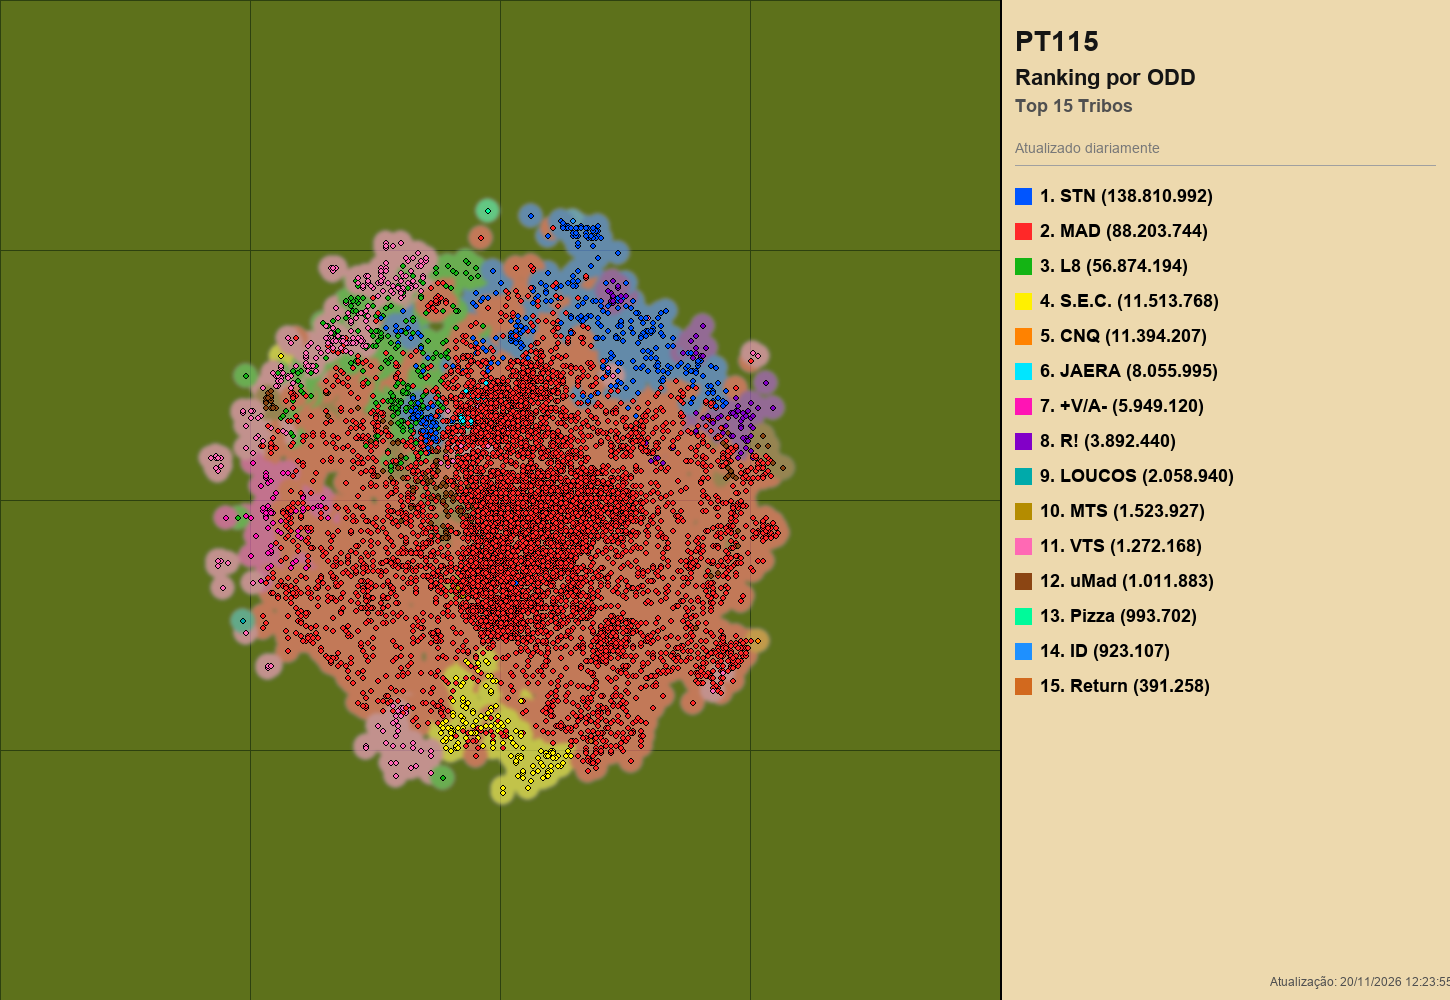 PT115
Ranking por ODD
Top 15 Tribos
Atualizado diariamente
1. STN (138.810.992)
2. MAD (88.203.744)
3. L8 (56.874.194)
4. S.E.C. (11.513.768)
5. CNQ (11.394.207)
6. JAERA (8.055.995)
7. +V/A- (5.949.120)
8. R! (3.892.440)
9. LOUCOS (2.058.940)
10. MTS (1.523.927)
11. VTS (1.272.168)
12. uMad (1.011.883)
13. Pizza (993.702)
14. ID (923.107)
15. Return (391.258)
Atualização: 20/11/2026 12:23:55